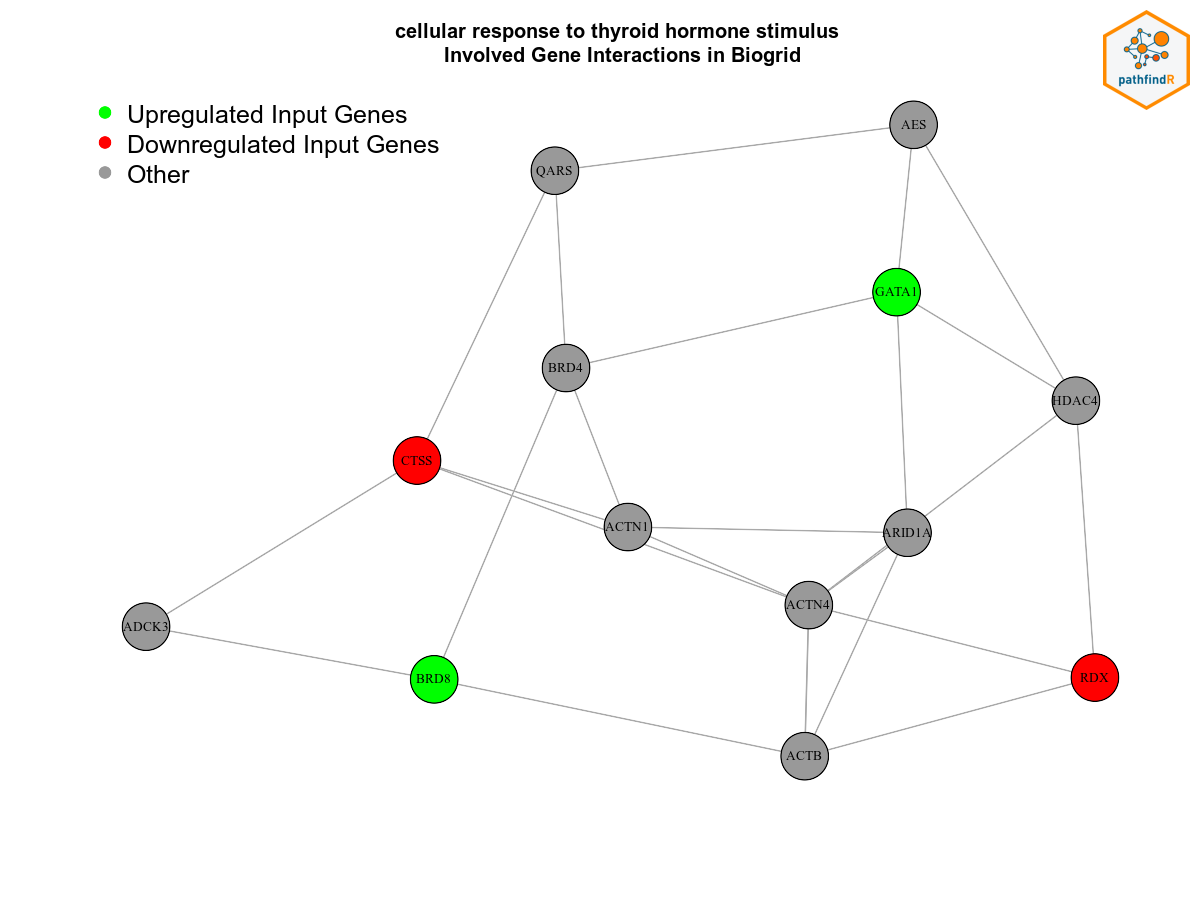 cellular response to thyroid hormone stimulus
Involved Gene Interactions in Biogrid
pathfindR
Upregulated Input Genes
Downregulated Input Genes
Other
AES
QARS
GATA1
BRD4
HDAC4
CTSS
ACTN1
ARID1A
ACTN4
ADCK3
BRD8
RDX
ACTB